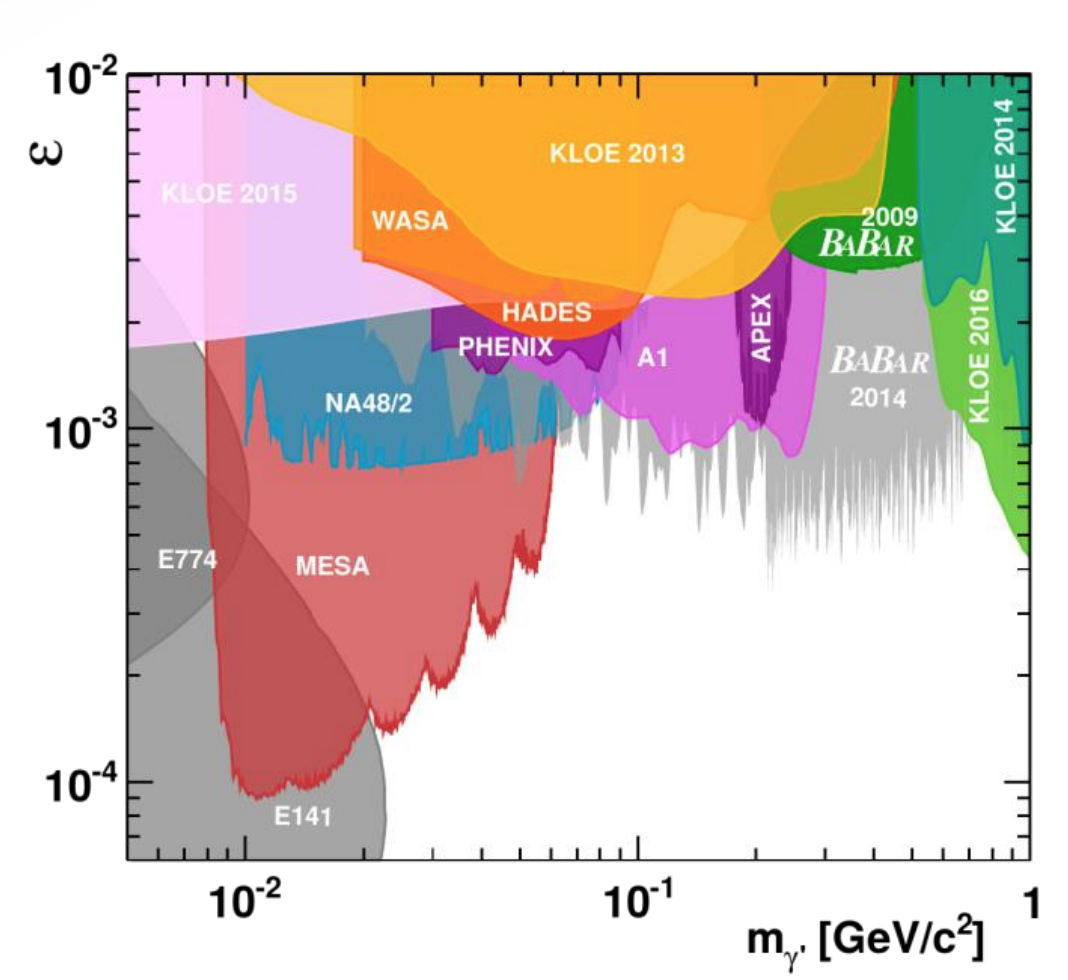 10-2
ε
KLOE 2013
KLOE 2014
KLOE 2015
WASA
2009
BABAR
HADES
PHENIX
A1
APEX
BABAR
2014
KLOE 2016
NA48/2
10-3
E774
MESA
10-4
E141
10-2
10-1
1
mγ' [GeV/c2]